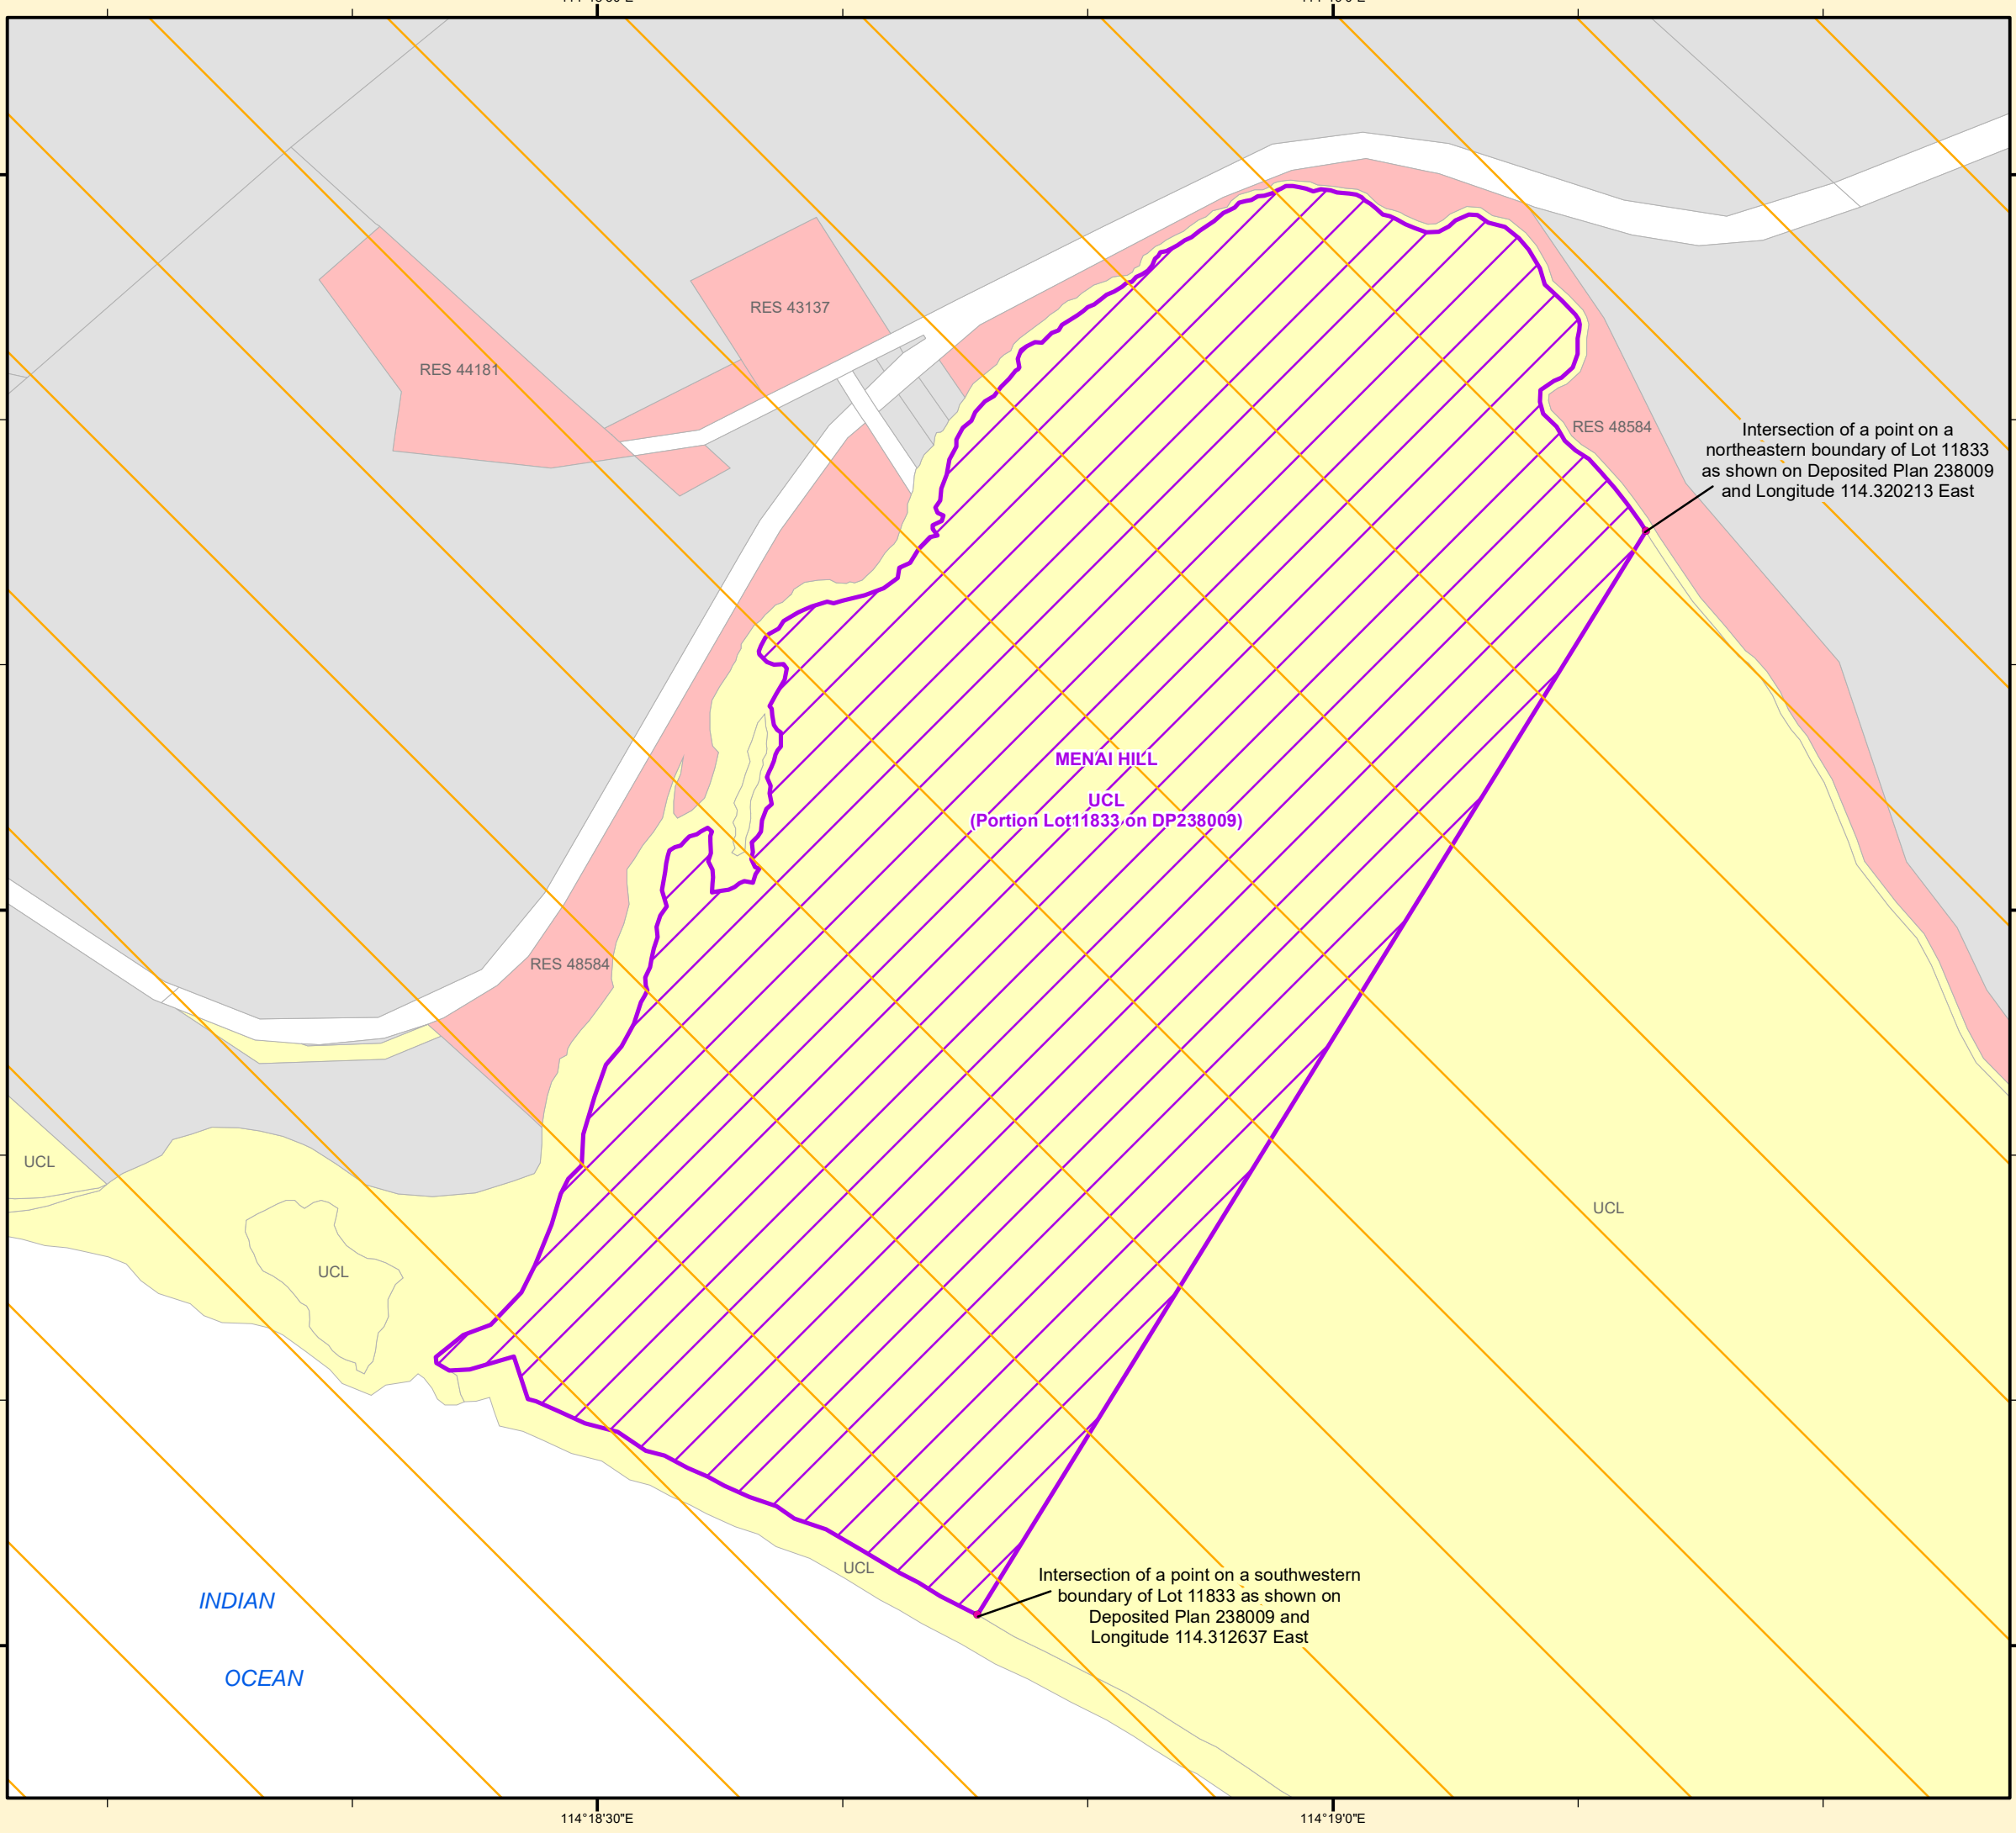 RES 43137
RES 44181
RES 48584
Intersection of a point on a
northeastern boundary of Lot 11833
as shown on Deposited Plan 238009
and Longitude 114.320213 East
MENAI HILL
UCL
(Portion Lot11833 on DP238009)
RES 48584
UCL
UCL
UCL
UCL
Intersection of a point on a southwestern
boundary of Lot 11833 as shown on
Deposited Plan 238009 and
Longitude 114.312637 East
INDIAN
OCEAN
114°18'30"E
114°19'0"E